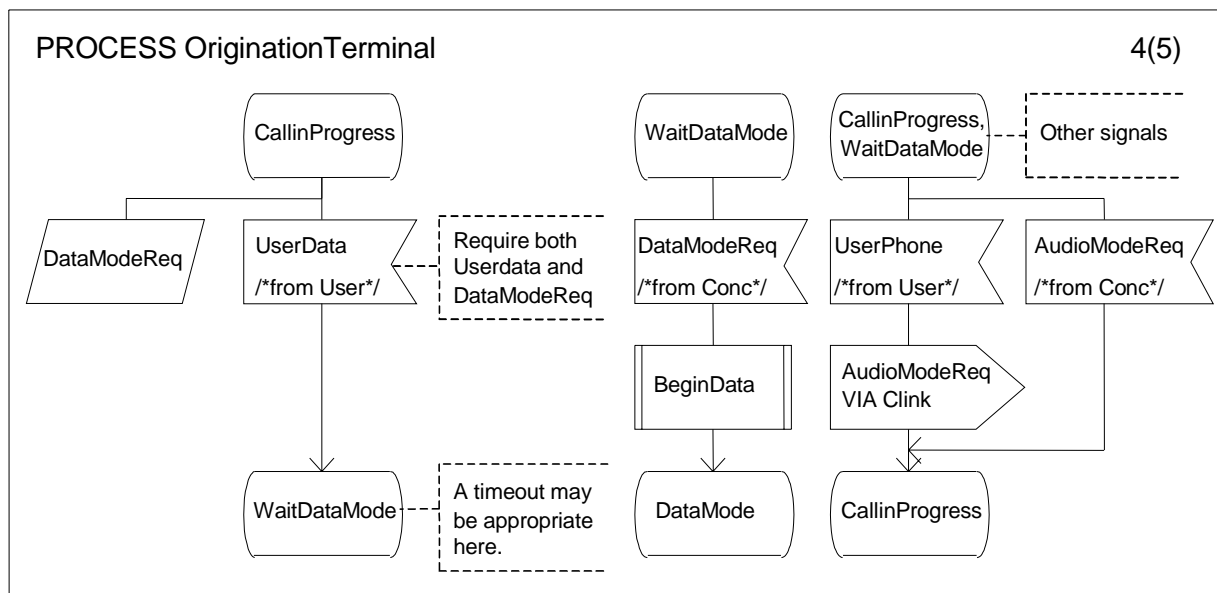 PROCESS OriginationTerminal
4(5)
CallinProgress
WaitDataMode
CallinProgress,
WaitDataMode
Other signals
DataModeReq
UserData
/*from User*/
Require both
Userdata and
DataModeReq
DataModeReq
/*from Conc*/
UserPhone
/*from User*/
AudioModeReq
/*from Conc*/
BeginData
AudioModeReq
VIA Clink
WaitDataMode
A timeout may
be appropriate
here.
DataMode
CallinProgress